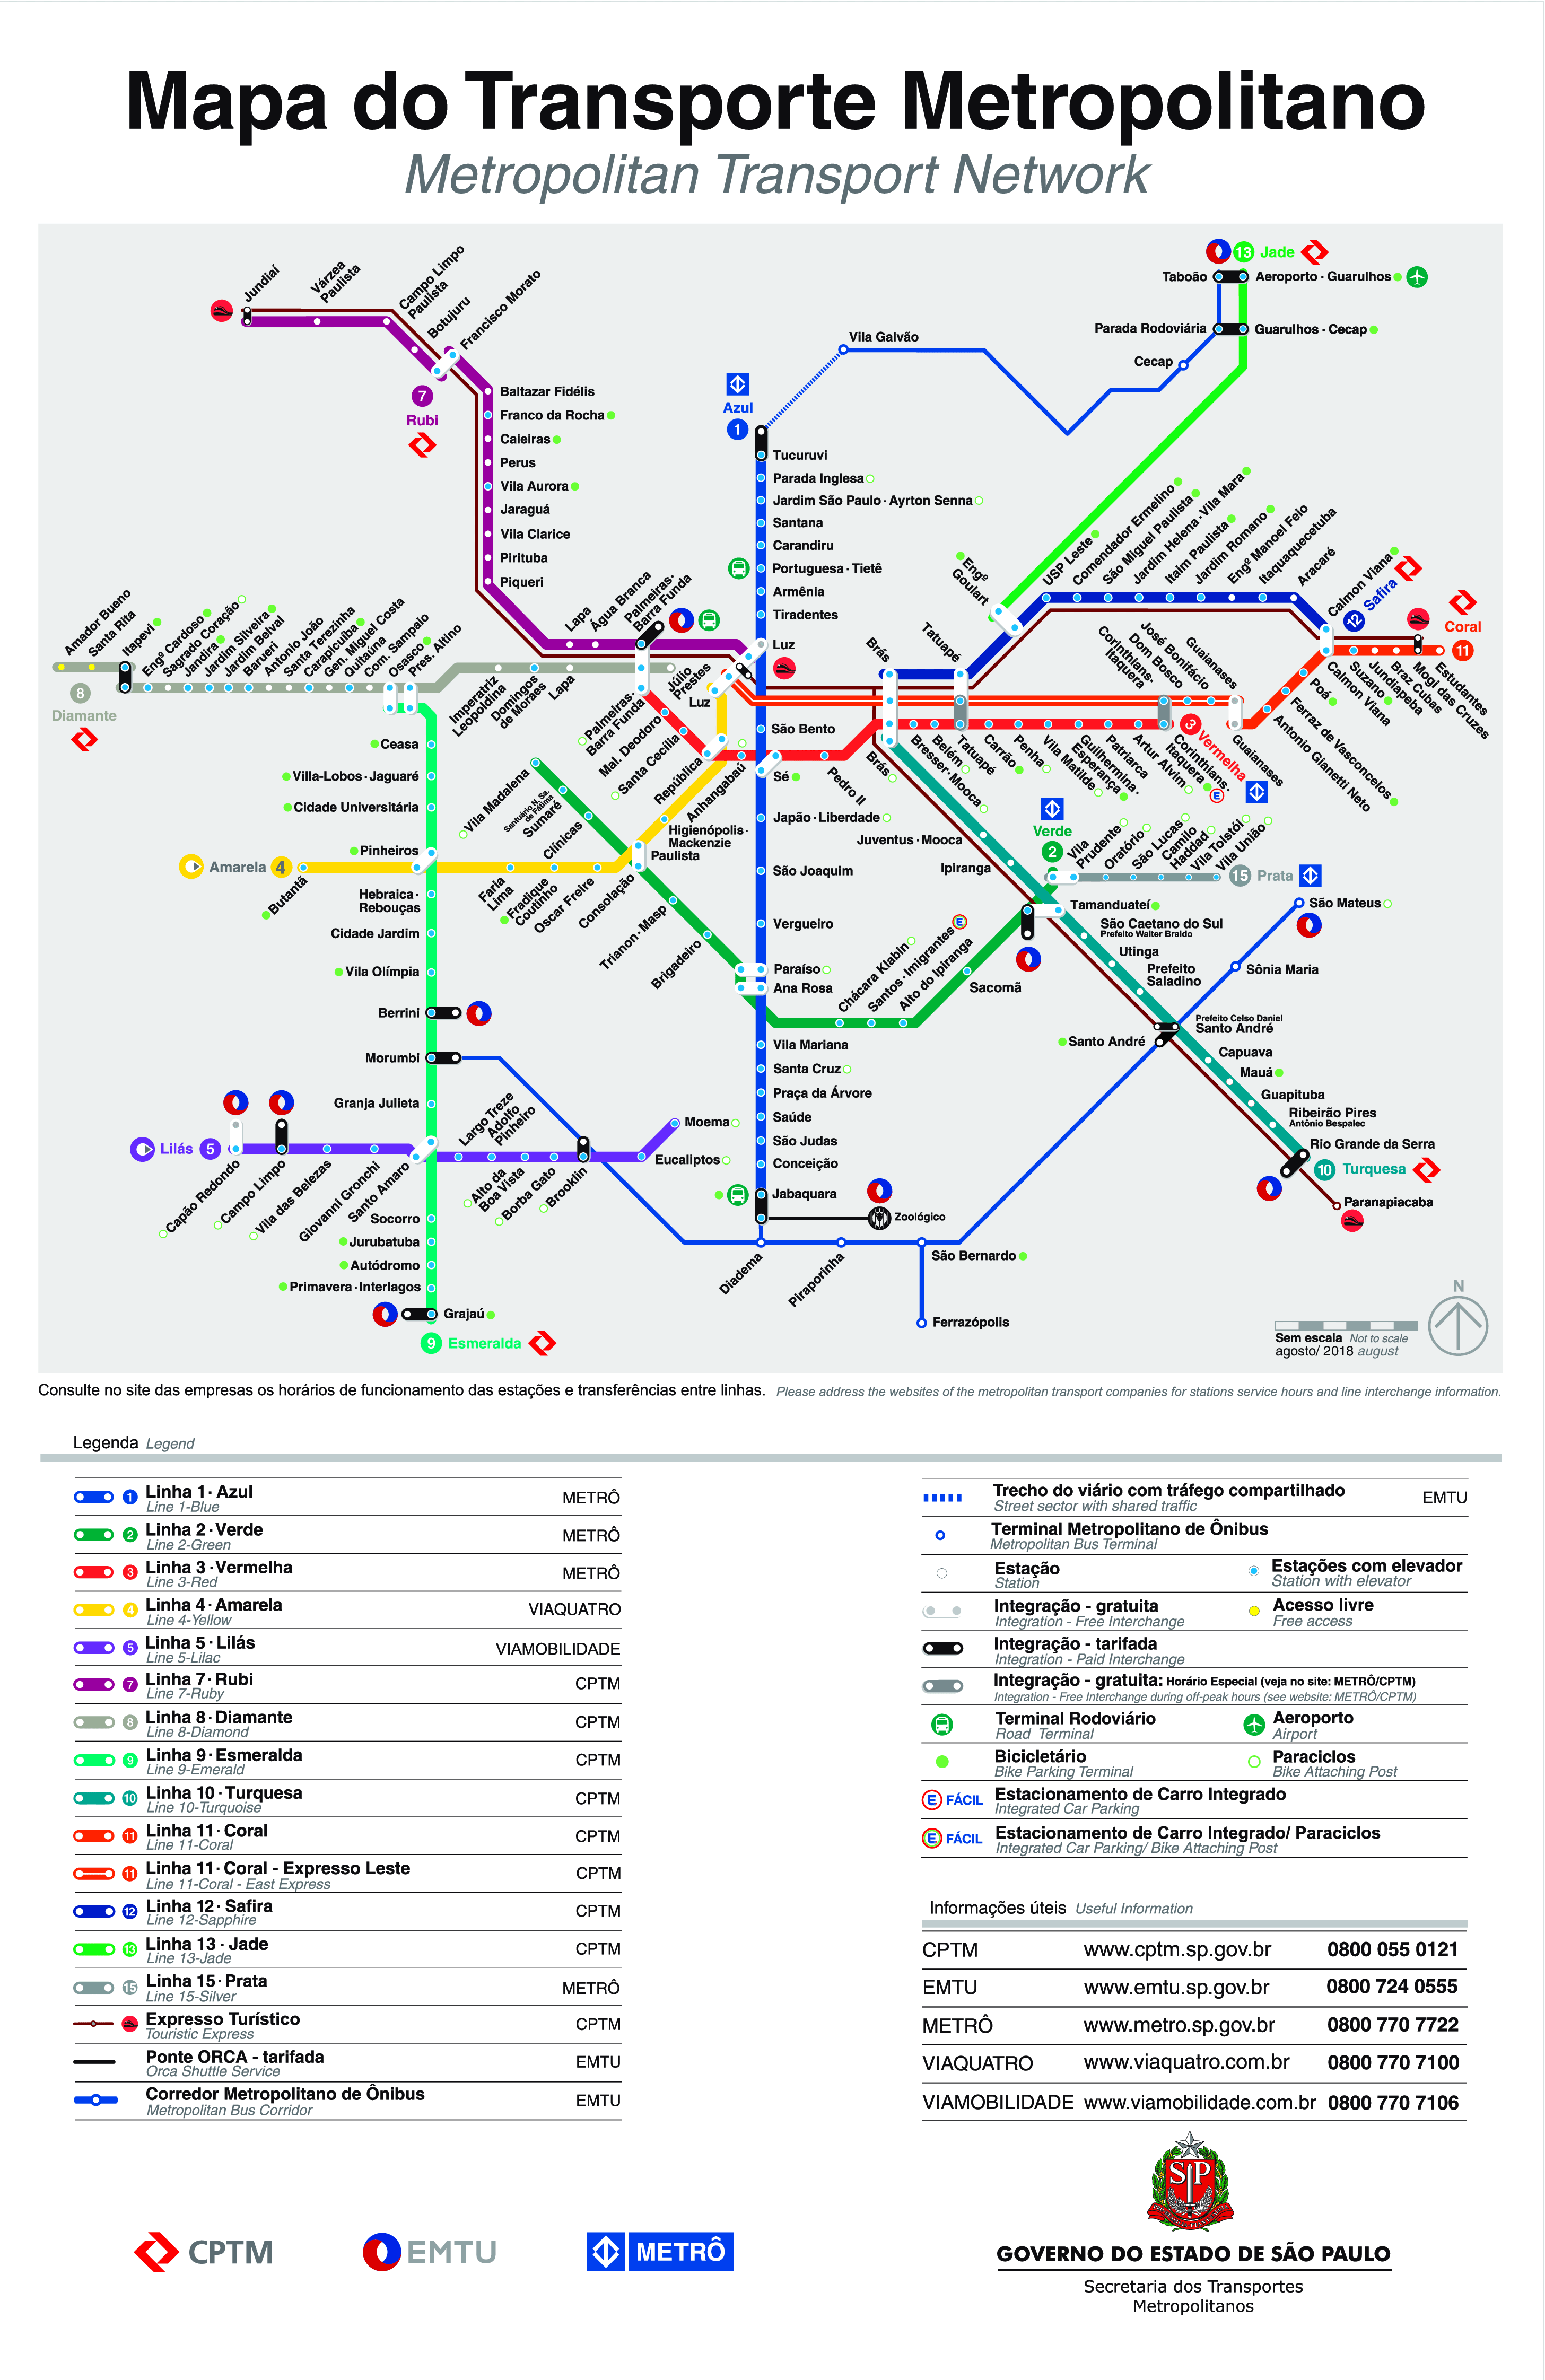 Mapa do Transporte Metropolitano
Metropolitan Transport Network
13 Jade
Taboão
Aeroporto · Guarulhos
Parada Rodoviária
Guarulhos · Cecap
Cecap
Vila Galvão
Jundiaí
Várzea
Paulista
Campo Limpo
Paulista
Botujuru
Francisco Morato
7
Rubi
Baltazar Fidélis
Franco da Rocha
Caieiras
Perus
Vila Aurora
Jaraguá
Vila Clarice
Pirituba
Piqueri
Azul
1
Tucuruvi
Parada Inglesa
Jardim São Paulo · Ayrton Senna
Santana
Carandiru
Portuguesa · Tietê
Armênia
Tiradentes
Luz
São Bento
Sé
Japão · Liberdade
São Joaquim
Vergueiro
Paraíso
Ana Rosa
Vila Mariana
Santa Cruz
Praça da Árvore
Saúde
São Judas
Conceição
Jabaquara
Zoológico
Diadema
Piraporinha
São Bernardo
Ferrazópolis
Engº
Goulart
USP Leste
Comendador Ermelino
São Miguel Paulista
Jardim Helena · Vila Mara
Itaim Paulista
Jardim Romano
Engº Manoel Feio
Itaquaquecetuba
Aracaré
Calmon Viana
12 Safira
Coral
11
Amador Bueno
Santa Rita
Itapevi
Engº Cardoso
Sagrado Coração
Jandira
Jardim Silveira
Jardim Belval
Barueri
Antonio João
Santa Terezinha
Carapicuíba
Gen. Miguel Costa
Quitaúna
Com. Sampaio
Osasco
Pres. Altino
8
Diamante
Imperatriz
Leopoldina
Domingos
de Moraes
Lapa
Lapa
Água Branca
Palmeiras-
Barra Funda
Júlio
Prestes
Luz
Palmeiras-
Barra Funda
Mal. Deodoro
Santa Cecília
República
Anhangabaú
Pedro II
Brás
Tatuapé
Brás
Bresser · Mooca
Belém
Tatuapé
Carrão
Penha
Vila Matilde
Guilhermina ·
Esperança
Patriarca
Artur Alvim
Corinthians-
Itaquera
3 Vermelha
Corinthians-
Itaquera
Dom Bosco
José Bonifácio
Guaianases
Guaianases
Antonio Gianetti Neto
Ferraz de Vasconcelos
Poá
Calmon Viana
Suzano
Jundiapeba
Braz Cubas
Mogi das Cruzes
Estudantes
Ceasa
Villa-Lobos · Jaguaré
Cidade Universitária
Pinheiros
Hebraica ·
Rebouças
Cidade Jardim
Vila Olímpia
Berrini
Morumbi
Granja Julieta
Socorro
Jurubatuba
Autódromo
Primavera · Interlagos
Grajaú
9 Esmeralda
Amarela 4
Butantã
Faria
Lima
Fradique
Coutinho
Oscar Freire
Higienópolis ·
Mackenzie
Paulista
Vila Madalena
Santuário N. Sa.
de Fátima
Sumaré
Clínicas
Consolação
Trianon · Masp
Brigadeiro
Chácara Klabin
Santos · Imigrantes
Alto do Ipiranga
Sacomã
Verde
2
Vila
Prudente
Oratório
São Lucas
Camilo
Haddad
Vila Tolstói
Vila União
15 Prata
Juventus · Mooca
Ipiranga
Tamanduateí
São Caetano do Sul
Prefeito Walter Braido
Utinga
Prefeito
Saladino
Prefeito Celso Daniel
Santo André
Santo André
Capuava
Mauá
Guapituba
Ribeirão Pires
Antônio Bespalec
Rio Grande da Serra
10 Turquesa
Paranapiacaba
São Mateus
Sônia Maria
Lilás 5
Capão Redondo
Campo Limpo
Vila das Belezas
Giovanni Gronchi
Santo Amaro
Largo Treze
Adolfo
Pinheiro
Alto da
Boa Vista
Borba Gato
Brooklin
Eucaliptos
Moema
N
Sem escala Not to scale
agosto/ 2018 august
Consulte no site das empresas os horários de funcionamento das estações e transferências entre linhas. Please address the websites of the metropolitan transport companies for stations service hours and line interchange information.
Legenda Legend
1 Linha 1 · Azul METRÔ
Line 1-Blue
2 Linha 2 · Verde METRÔ
Line 2-Green
3 Linha 3 · Vermelha METRÔ
Line 3-Red
4 Linha 4 · Amarela VIAQUATRO
Line 4-Yellow
5 Linha 5 · Lilás VIAMOBILIDADE
Line 5-Lilac
7 Linha 7 · Rubi CPTM
Line 7-Ruby
8 Linha 8 · Diamante CPTM
Line 8-Diamond
9 Linha 9 · Esmeralda CPTM
Line 9-Emerald
10 Linha 10 · Turquesa CPTM
Line 10-Turquoise
11 Linha 11 · Coral CPTM
Line 11-Coral
11 Linha 11 · Coral - Expresso Leste CPTM
Line 11-Coral - East Express
12 Linha 12 · Safira CPTM
Line 12-Sapphire
13 Linha 13 · Jade CPTM
Line 13-Jade
15 Linha 15 · Prata METRÔ
Line 15-Silver
Expresso Turístico CPTM
Touristic Express
Ponte ORCA - tarifada EMTU
Orca Shuttle Service
Corredor Metropolitano de Ônibus EMTU
Metropolitan Bus Corridor
Trecho do viário com tráfego compartilhado EMTU
Street sector with shared traffic
Terminal Metropolitano de Ônibus
Metropolitan Bus Terminal
Estação
Station
Estações com elevador
Station with elevator
Integração - gratuita
Integration - Free Interchange
Acesso livre
Free access
Integração - tarifada
Integration - Paid Interchange
Integração - gratuita: Horário Especial (veja no site: METRÔ/CPTM)
Integration - Free Interchange during off-peak hours (see website: METRÔ/CPTM)
Terminal Rodoviário
Road Terminal
Aeroporto
Airport
Bicicletário
Bike Parking Terminal
Paraciclos
Bike Attaching Post
E FÁCIL Estacionamento de Carro Integrado
Integrated Car Parking
E FÁCIL Estacionamento de Carro Integrado/ Paraciclos
Integrated Car Parking/ Bike Attaching Post
Informações úteis Useful Information
CPTM www.cptm.sp.gov.br 0800 055 0121
EMTU www.emtu.sp.gov.br 0800 724 0555
METRÔ www.metro.sp.gov.br 0800 770 7722
VIAQUATRO www.viaquatro.com.br 0800 770 7100
VIAMOBILIDADE www.viamobilidade.com.br 0800 770 7106
CPTM
EMTU
METRÔ
SP
GOVERNO DO ESTADO DE SÃO PAULO
Secretaria dos Transportes
Metropolitanos